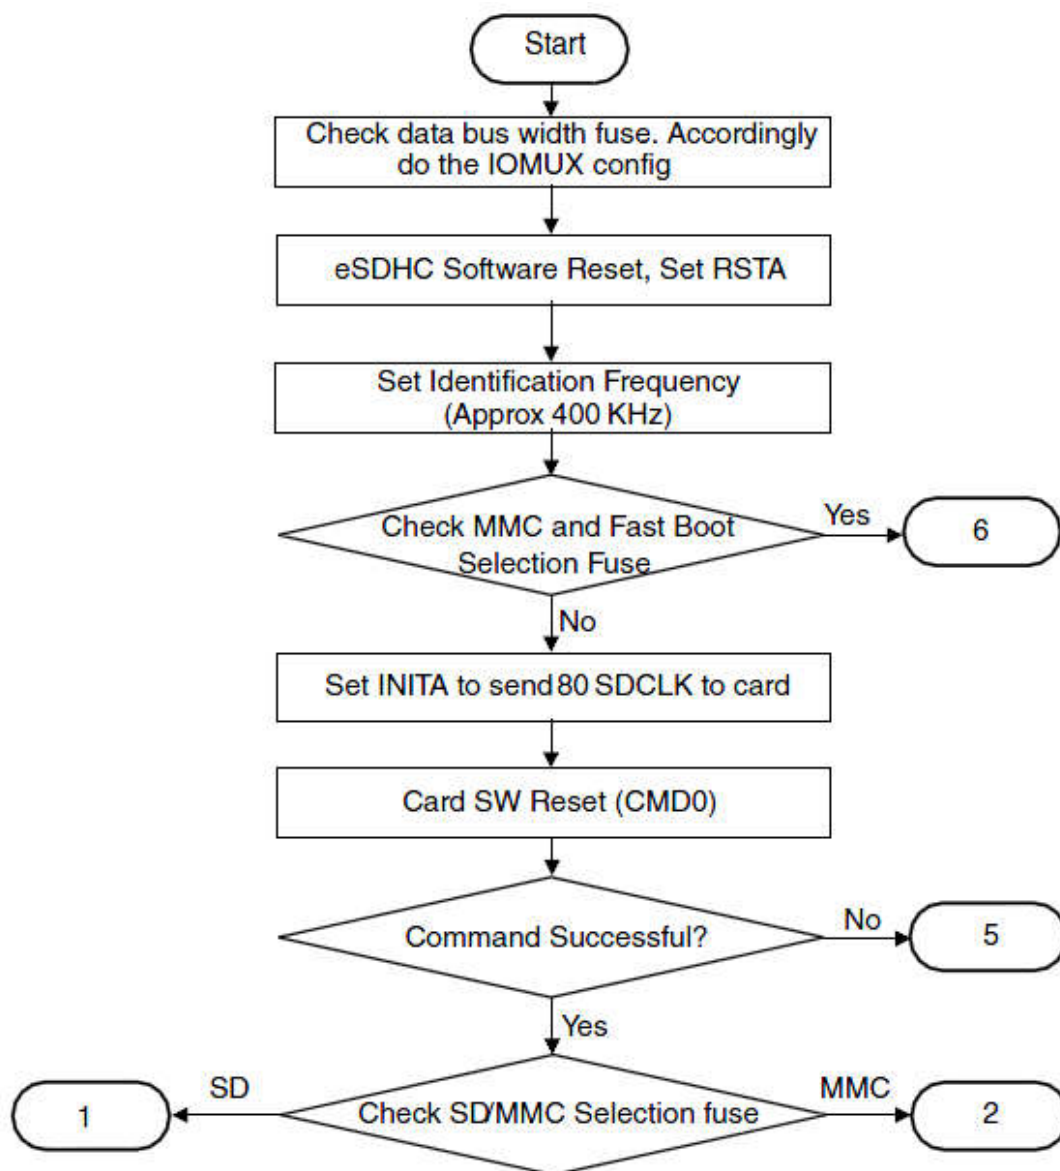 Start
Check data bus width fuse. Accordingly
do the IOMUX config
eSDHC Software Reset, Set RSTA
Set Identification Frequency
(Approx 400 KHz)
Check MMC and Fast Boot
Selection Fuse
Yes
6
No
Set INITA to send 80 SDCLK to card
Card SW Reset (CMD0)
Command Successful?
No
5
Yes
SD
1
Check SD/MMC Selection fuse
MMC
2